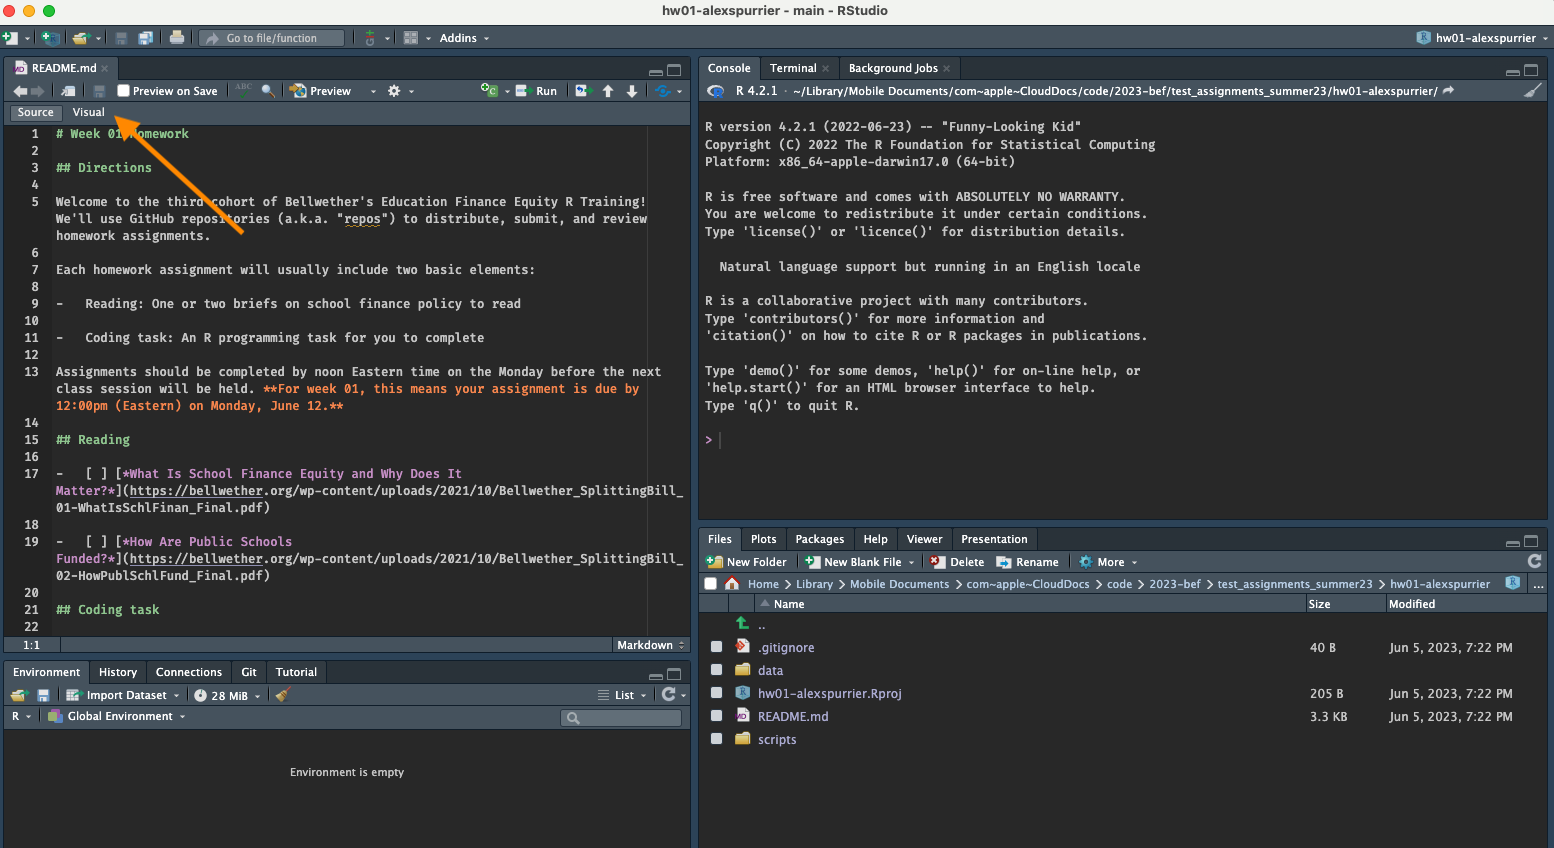 hw01-alexspurrier - main - RStudio
Go to file/function
Addins
hw01-alexspurrier
README.md
Preview on Save
ABC
Preview
Run
Source
Visual
1 # Week 01 Homework
2
3 ## Directions
4
5 Welcome to the third cohort of Bellwether's Education Finance Equity R Training!
We'll use GitHub repositories (a.k.a. "repos") to distribute, submit, and review
homework assignments.
6
7 Each homework assignment will usually include two basic elements:
8
9 -   Reading: One or two briefs on school finance policy to read
10
11 -   Coding task: An R programming task for you to complete
12
13 Assignments should be completed by noon Eastern time on the Monday before the next
class session will be held. **For week 01, this means your assignment is due by
12:00pm (Eastern) on Monday, June 12.**
14
15 ## Reading
16
17 -   [ ] [*What Is School Finance Equity and Why Does It
Matter?*](https://bellwether.org/wp-content/uploads/2021/10/Bellwether_SplittingBill_
01-WhatIsSchlFinan_Final.pdf)
18
19 -   [ ] [*How Are Public Schools
Funded?*](https://bellwether.org/wp-content/uploads/2021/10/Bellwether_SplittingBill_
02-HowPublSchlFund_Final.pdf)
20
21 ## Coding task
22
1:1
Markdown
Environment
History
Connections
Git
Tutorial
Import Dataset
28 MiB
List
R
Global Environment
Environment is empty
Console
Terminal
Background Jobs
R 4.2.1 · ~/Library/Mobile Documents/com~apple~CloudDocs/code/2023-bef/test_assignments_summer23/hw01-alexspurrier/
R version 4.2.1 (2022-06-23) -- "Funny-Looking Kid"
Copyright (C) 2022 The R Foundation for Statistical Computing
Platform: x86_64-apple-darwin17.0 (64-bit)
R is free software and comes with ABSOLUTELY NO WARRANTY.
You are welcome to redistribute it under certain conditions.
Type 'license()' or 'licence()' for distribution details.
Natural language support but running in an English locale
R is a collaborative project with many contributors.
Type 'contributors()' for more information and
'citation()' on how to cite R or R packages in publications.
Type 'demo()' for some demos, 'help()' for on-line help, or
'help.start()' for an HTML browser interface to help.
Type 'q()' to quit R.
>
Files
Plots
Packages
Help
Viewer
Presentation
New Folder
New Blank File
Delete
Rename
More
Home > Library > Mobile Documents > com~apple~CloudDocs > code > 2023-bef > test_assignments_summer23 > hw01-alexspurrier
...
Name Size Modified
..
.gitignore 40 B Jun 5, 2023, 7:22 PM
data
hw01-alexspurrier.Rproj 205 B Jun 5, 2023, 7:22 PM
README.md 3.3 KB Jun 5, 2023, 7:22 PM
scripts